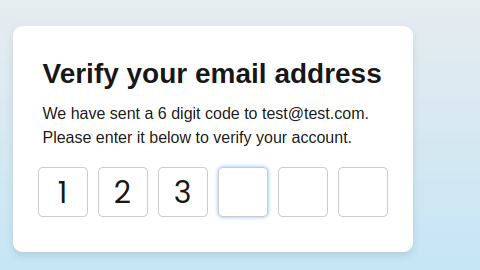 Verify your email address
We have sent a 6 digit code to test@test.com.
Please enter it below to verify your account.
1 2 3